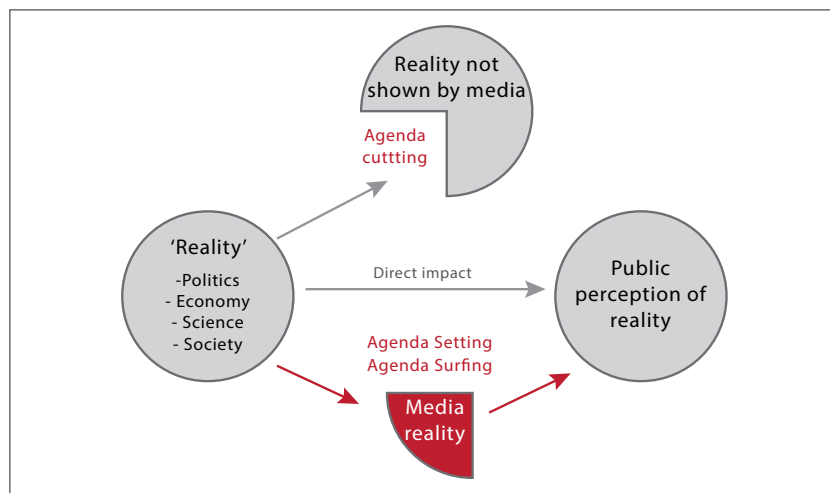 Reality not
shown by media
Agenda
cuttting
‘Reality’
-Politics
- Economy
- Science
- Society
Direct impact
Public
perception of
reality
Agenda Setting
Agenda Surfing
Media
reality